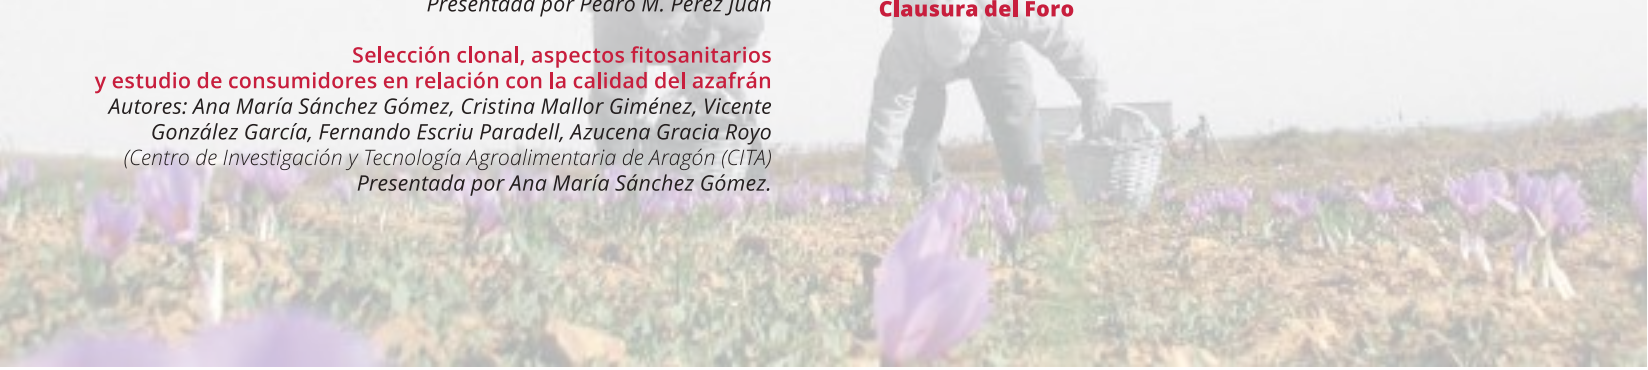 Presentada por Pedro M. Pérez Juan
Selección clonal, aspectos fitosanitarios
y estudio de consumidores en relación con la calidad del azafrán
Autores: Ana María Sánchez Gómez, Cristina Mallor Giménez, Vicente
González García, Fernando Escriu Paradell, Azucena Gracia Royo
(Centro de Investigación y Tecnología Agroalimentaria de Aragón (CITA)
Presentada por Ana María Sánchez Gómez.
Clausura del Foro